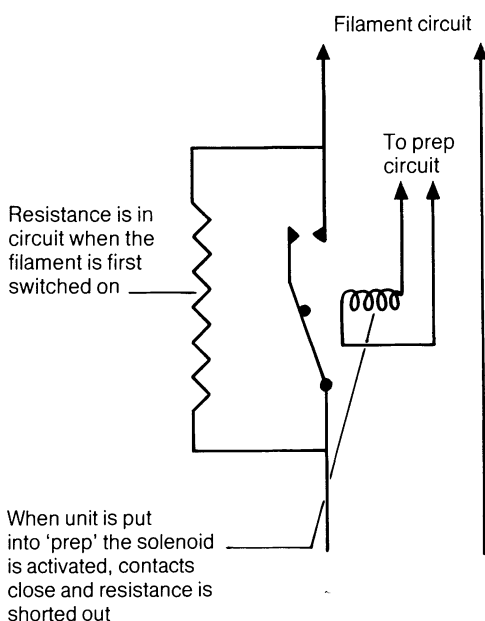 Filament circuit
To prep
circuit
Resistance is in
circuit when the
filament is first
switched on
When unit is put
into ‘prep’ the solenoid
is activated, contacts
close and resistance is
shorted out